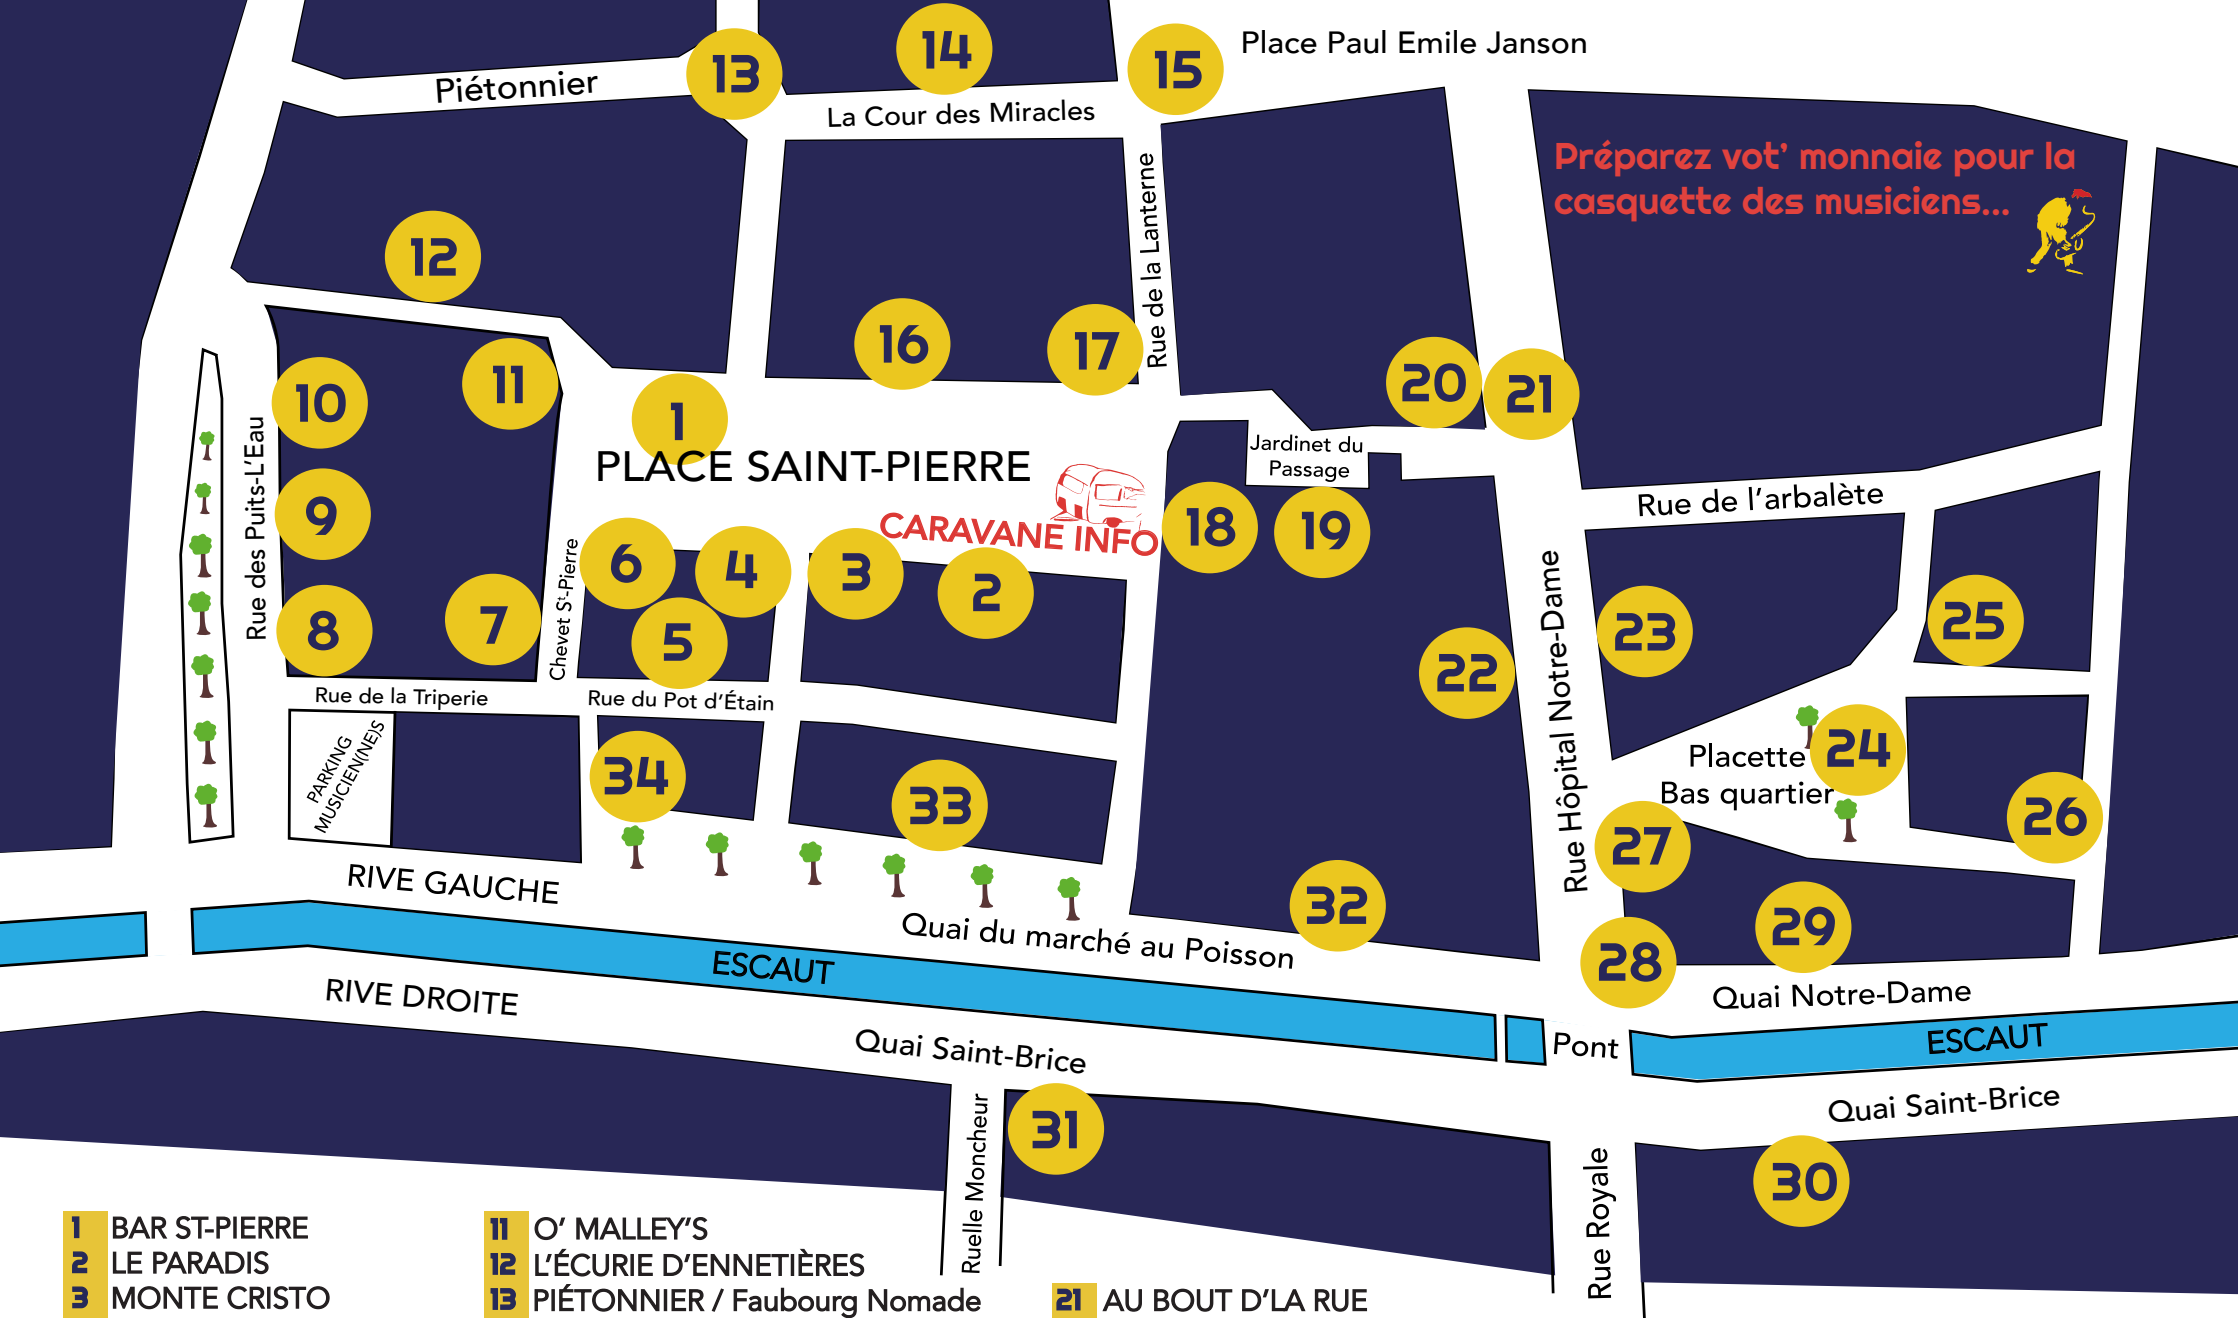 14
Place Paul Emile Janson
15
13
Piétonnier
La Cour des Miracles
Préparez vot’ monnaie pour la
casquette des musiciens...
12
Rue de la Lanterne
16
17
10
11
1
20
21
Jardinet du
Passage
PLACE SAINT-PIERRE
Rue des Puits-L’Eau
9
CARAVANE INFO
18
19
Rue de l’arbalète
Chevet St-Pierre
6
4
3
2
5
8
7
Rue Hôpital Notre-Dame
22
23
25
Rue de la Triperie
Rue du Pot d’Étain
PARKING
MUSICIEN(NE)S
34
33
Placette
Bas quartier
24
26
27
RIVE GAUCHE
32
29
Quai du marché au Poisson
28
ESCAUT
RIVE DROITE
Quai Notre-Dame
Quai Saint-Brice
Pont
ESCAUT
Quai Saint-Brice
31
Ruelle Moncheur
Rue Royale
30
1 BAR ST-PIERRE
2 LE PARADIS
3 MONTE CRISTO
11 O’ MALLEY’S
12 L’ÉCURIE D’ENNETIÈRES
13 PIÉTONNIER / Faubourg Nomade
21 AU BOUT D’LA RUE